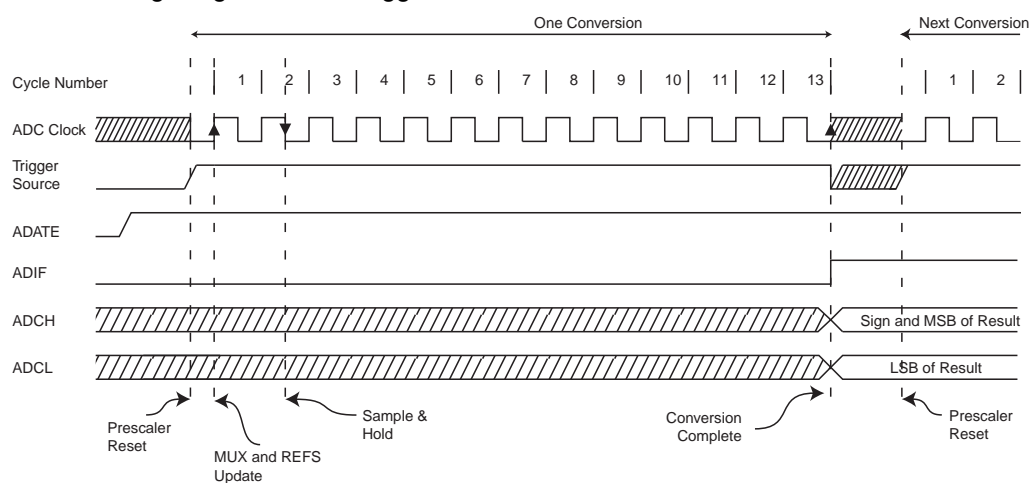 One Conversion
Next Conversion
Cycle Number
1 2 3 4 5 6 7 8 9 10 11 12 13 1 2
ADC Clock
Trigger
Source
ADATE
ADIF
ADCH
Sign and MSB of Result
ADCL
LSB of Result
Prescaler
Reset
MUX and REFS
Update
Sample &
Hold
Conversion
Complete
Prescaler
Reset